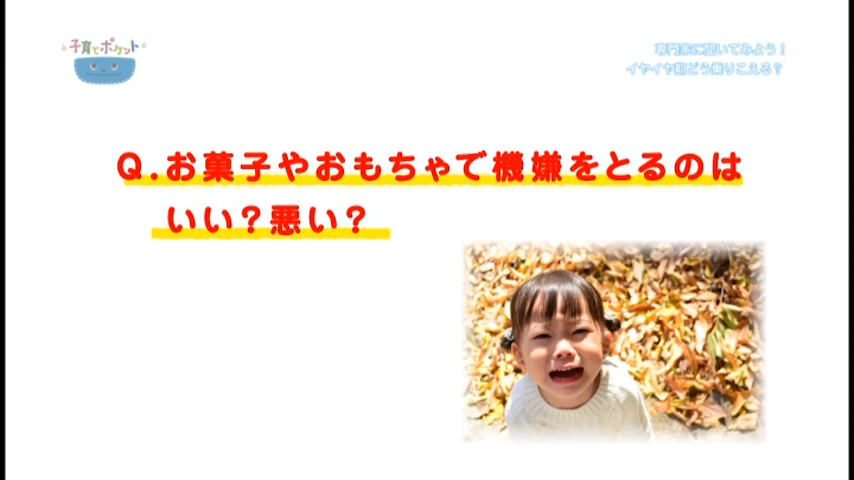 子育てポケット
専門家に聞いてみよう!
イヤイヤ期どう乗りこえる?
Q.お菓子やおもちゃで機嫌をとるのは
いい?悪い?